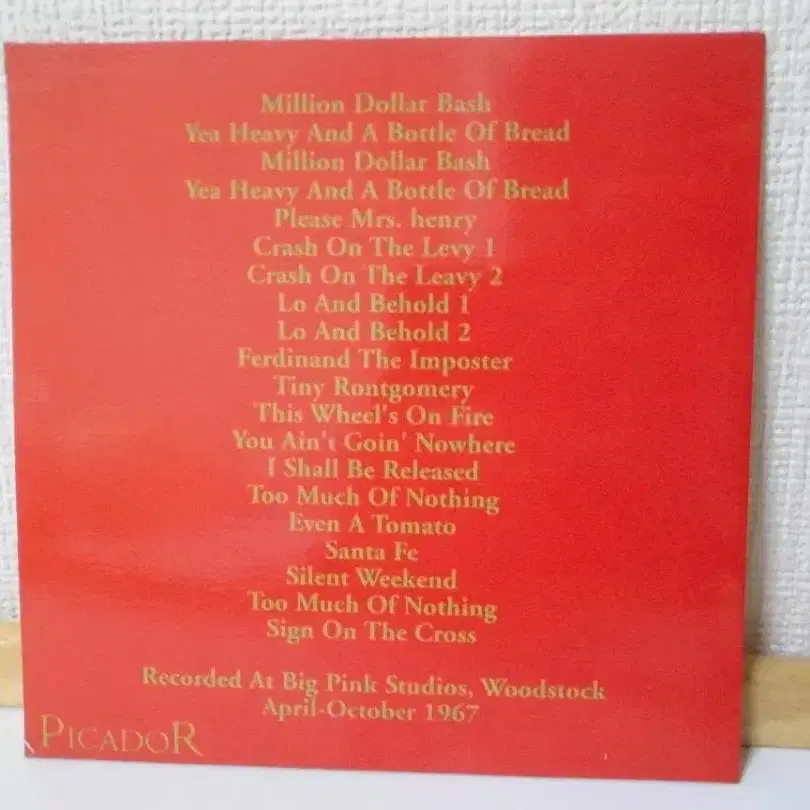 Million Dollar Bash
Yea Heavy And A Bottle Of Bread
Million Dollar Bash
Yea Heavy And A Bottle Of Bread
Please Mrs. henry
Crash On The Levy 1
Crash On The Leavy 2
Lo And Behold 1
Lo And Behold 2
Ferdinand The Imposter
Tiny Rontgomery
This Wheel's On Fire
You Ain't Goin' Nowhere
I Shall Be Released
Too Much Of Nothing
Even A Tomato
Santa Fe
Silent Weekend
Too Much Of Nothing
Sign On The Cross
Recorded At Big Pink Studios, Woodstock
April-October 1967
PICADOR